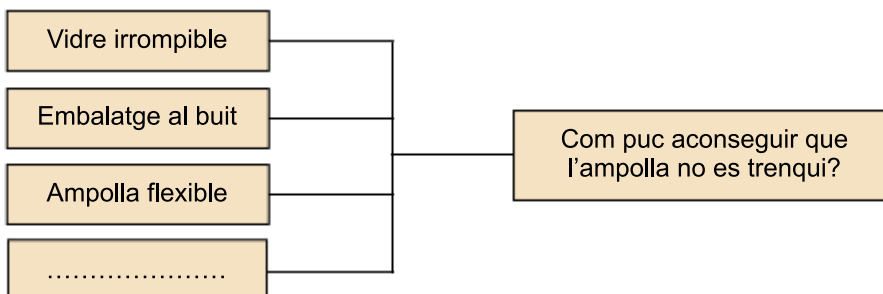 Vidre irrompible
Embalatge al buit
Ampolla flexible
.....................
Com puc aconseguir que
l'ampolla no es trenqui?